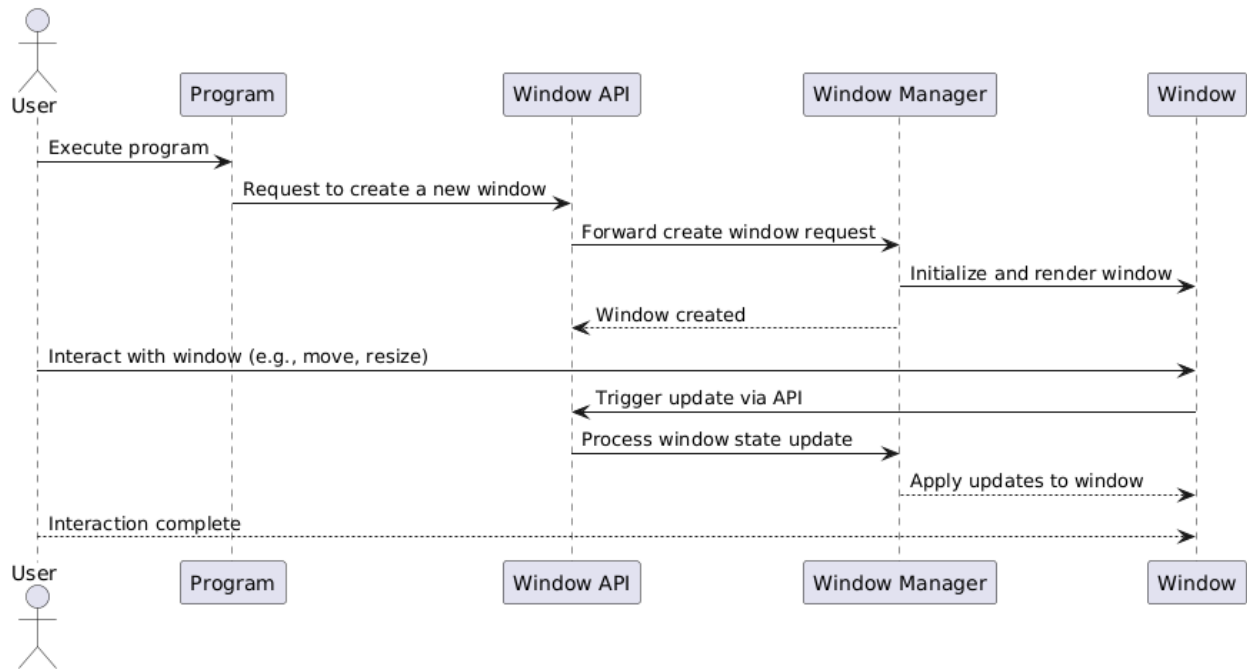 User
Program
Window API
Window Manager
Window
Execute program
Request to create a new window
Forward create window request
Initialize and render window
Window created
Interact with window (e.g., move, resize)
Trigger update via API
Process window state update
Apply updates to window
Interaction complete
User
Program
Window API
Window Manager
Window